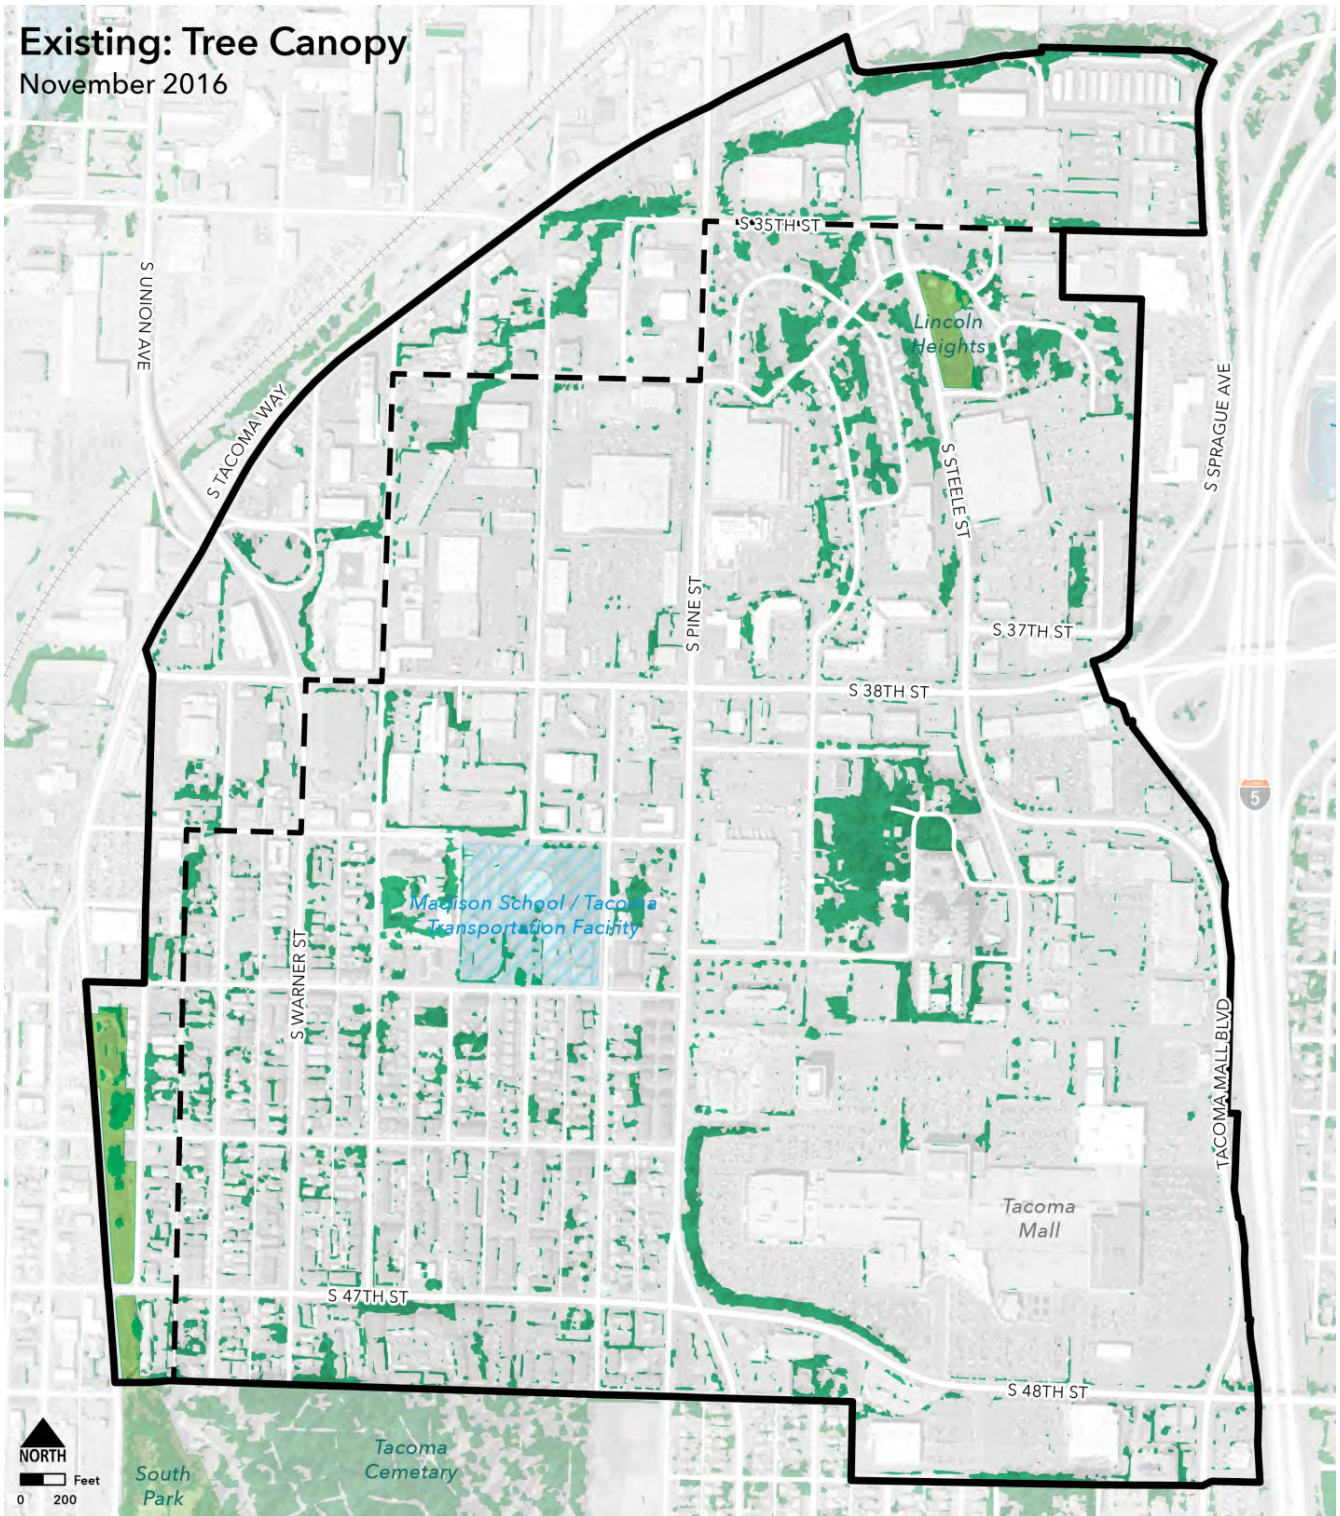 Existing: Tree Canopy
November 2016
S 35TH ST
S UNION AVE
Lincoln
Heights
S TACOMA WAY
S SPRAGUE AVE
S STEELE ST
S PINE ST
S 37TH ST
S 38TH ST
5
Madison School / Tacoma
Transportation Facility
S WARNER ST
TACOMA MALL BLVD
Tacoma
Mall
S 47TH ST
S 48TH ST
NORTH
Feet
0 200
Tacoma
Cemetary
South
Park